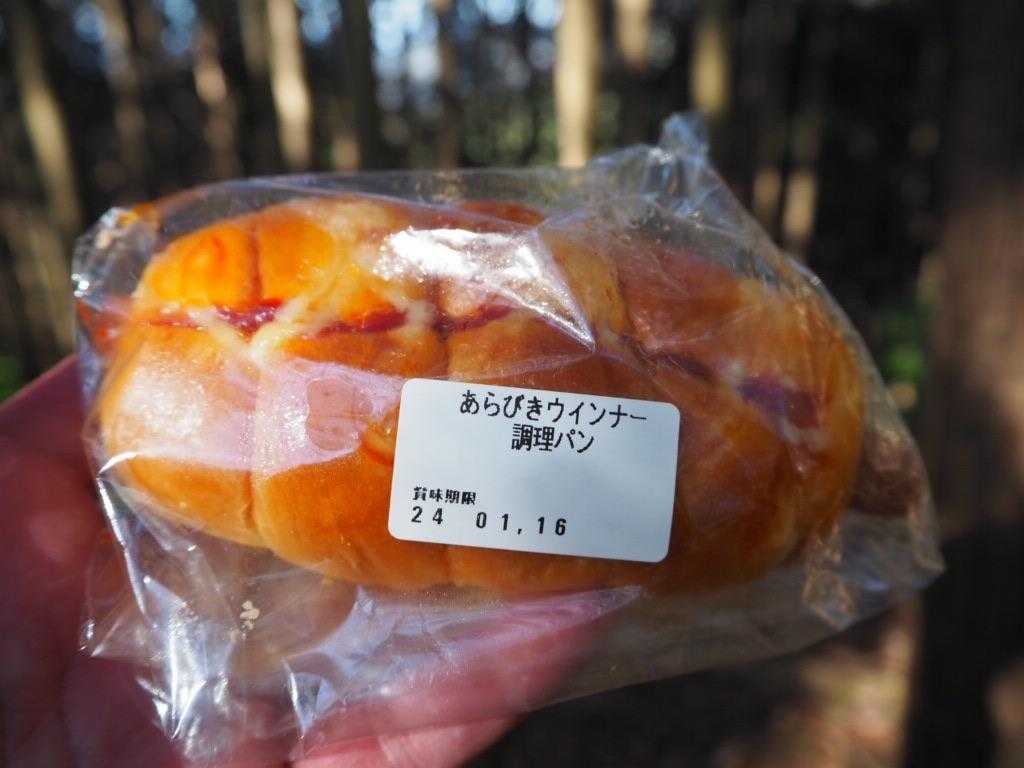 あらびきウインナー
調理パン
賞味期限
24 01,16